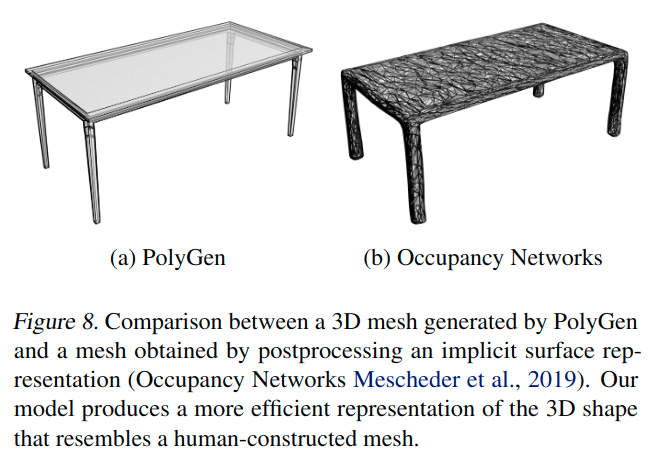 (a) PolyGen
(b) Occupancy Networks
Figure 8. Comparison between a 3D mesh generated by PolyGen
and a mesh obtained by postprocessing an implicit surface rep-
resentation (Occupancy Networks Mescheder et al., 2019). Our
model produces a more efficient representation of the 3D shape
that resembles a human-constructed mesh.